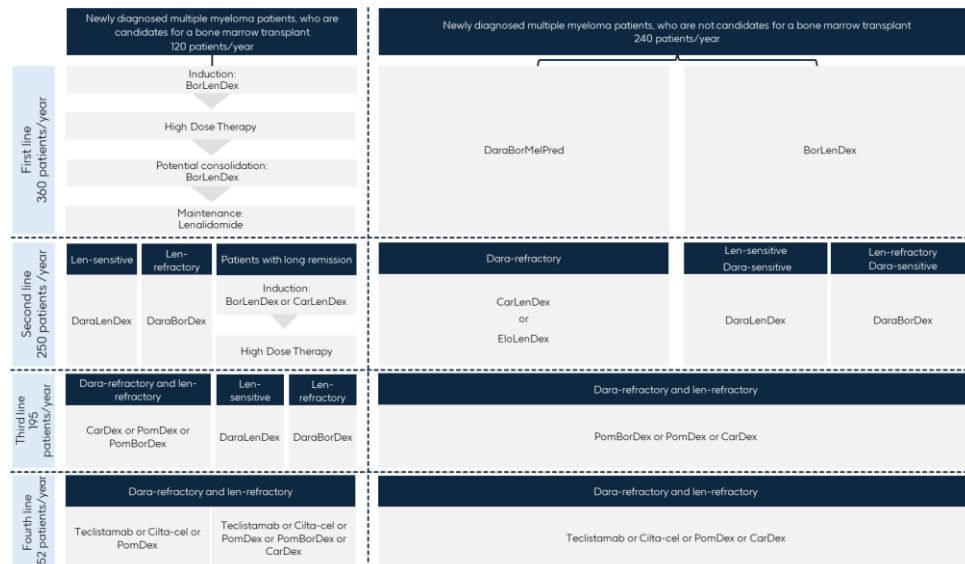 Newly diagnosed multiple myeloma patients, who are
candidates for a bone marrow transplant
120 patients/year
Newly diagnosed multiple myeloma patients, who are not candidates for a bone marrow transplant
240 patients/year
First line
360 patients/year
Induction:
BorLenDex
High Dose Therapy
Potential consolidation:
BorLenDex
Maintenance:
Lenalidomide
DaraBorMelPred
BorLenDex
Second line
250 patients /year
Len-sensitive
Len-
refractory
Patients with long remission
DaraLenDex
DaraBorDex
Induction:
BorLenDex or CarLenDex
High Dose Therapy
Dara-refractory
CarLenDex
or
EloLenDex
Len-sensitive
Dara-sensitive
Len-refractory
Dara-sensitive
DaraLenDex
DaraBorDex
Third line
195
patients/year
Dara-refractory and len-
refractory
Len-
sensitive
Len-
refractory
CarDex or PomDex or
PomBorDex
DaraLenDex
DaraBorDex
Dara-refractory and len-refractory
PomBorDex or PomDex or CarDex
Fourth line
52 patients/year
Dara-refractory and len-refractory
Teclistamab or Cilta-cel or
PomDex
Teclistamab or Cilta-cel or
PomDex or PomBorDex or
CarDex
Dara-refractory and len-refractory
Teclistamab or Cilta-cel or PomDex or CarDex